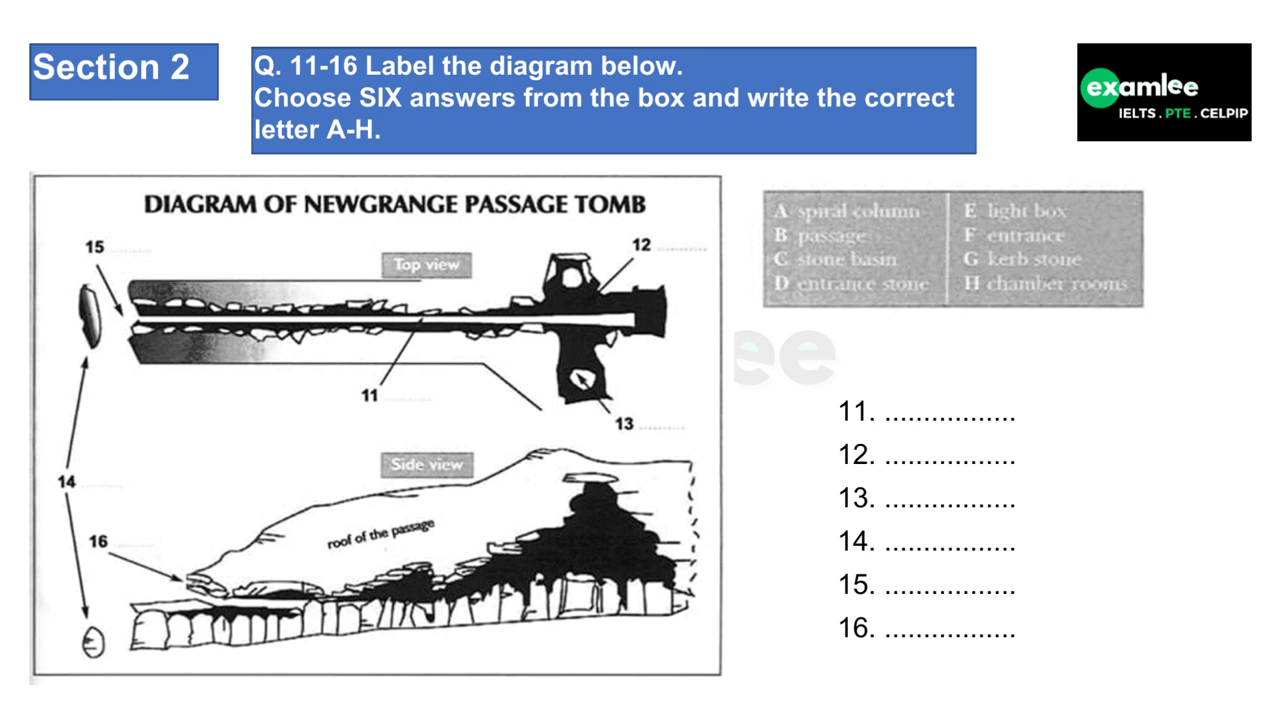 Section 2
Q. 11-16 Label the diagram below.
Choose SIX answers from the box and write the correct
letter A-H.
examlee
IELTS . PTE . CELPIP
DIAGRAM OF NEWGRANGE PASSAGE TOMB
15 ..........
12 ..........
Top view
11 ..........
13 ..........
Side view
14 ..........
roof of the passage
16 ..........
A spiral column
B passage
C stone basin
D entrance stone
E light box
F entrance
G kerb stone
H chamber rooms
ee
11. .................
12. .................
13. .................
14. .................
15. .................
16. .................